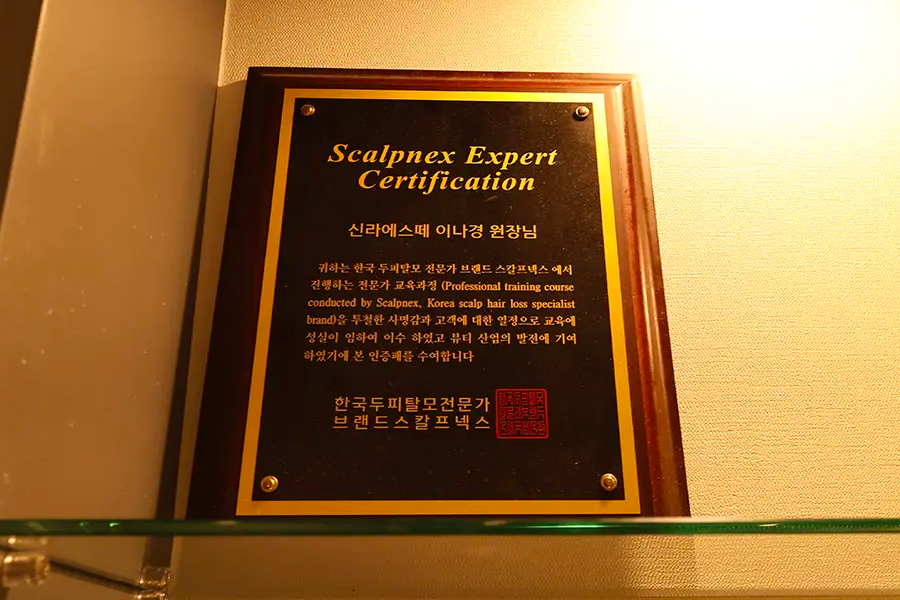 Scalpnex Expert
Certification
신라에스떼 이나경 원장님
귀하는 한국 두피탈모 전문가 브랜드 스칼프넥스 에서
진행하는 전문가 교육과정 (Professional training course
conducted by Scalpnex, Korea scalp hair loss specialist
brand)을 투철한 사명감과 고객에 대한 열정으로 교육에
성실이 임하여 이수 하였고 뷰티 산업의 발전에 기여
하였기에 본 인증패를 수여합니다
한국두피탈모전문가
브랜드스칼프넥스